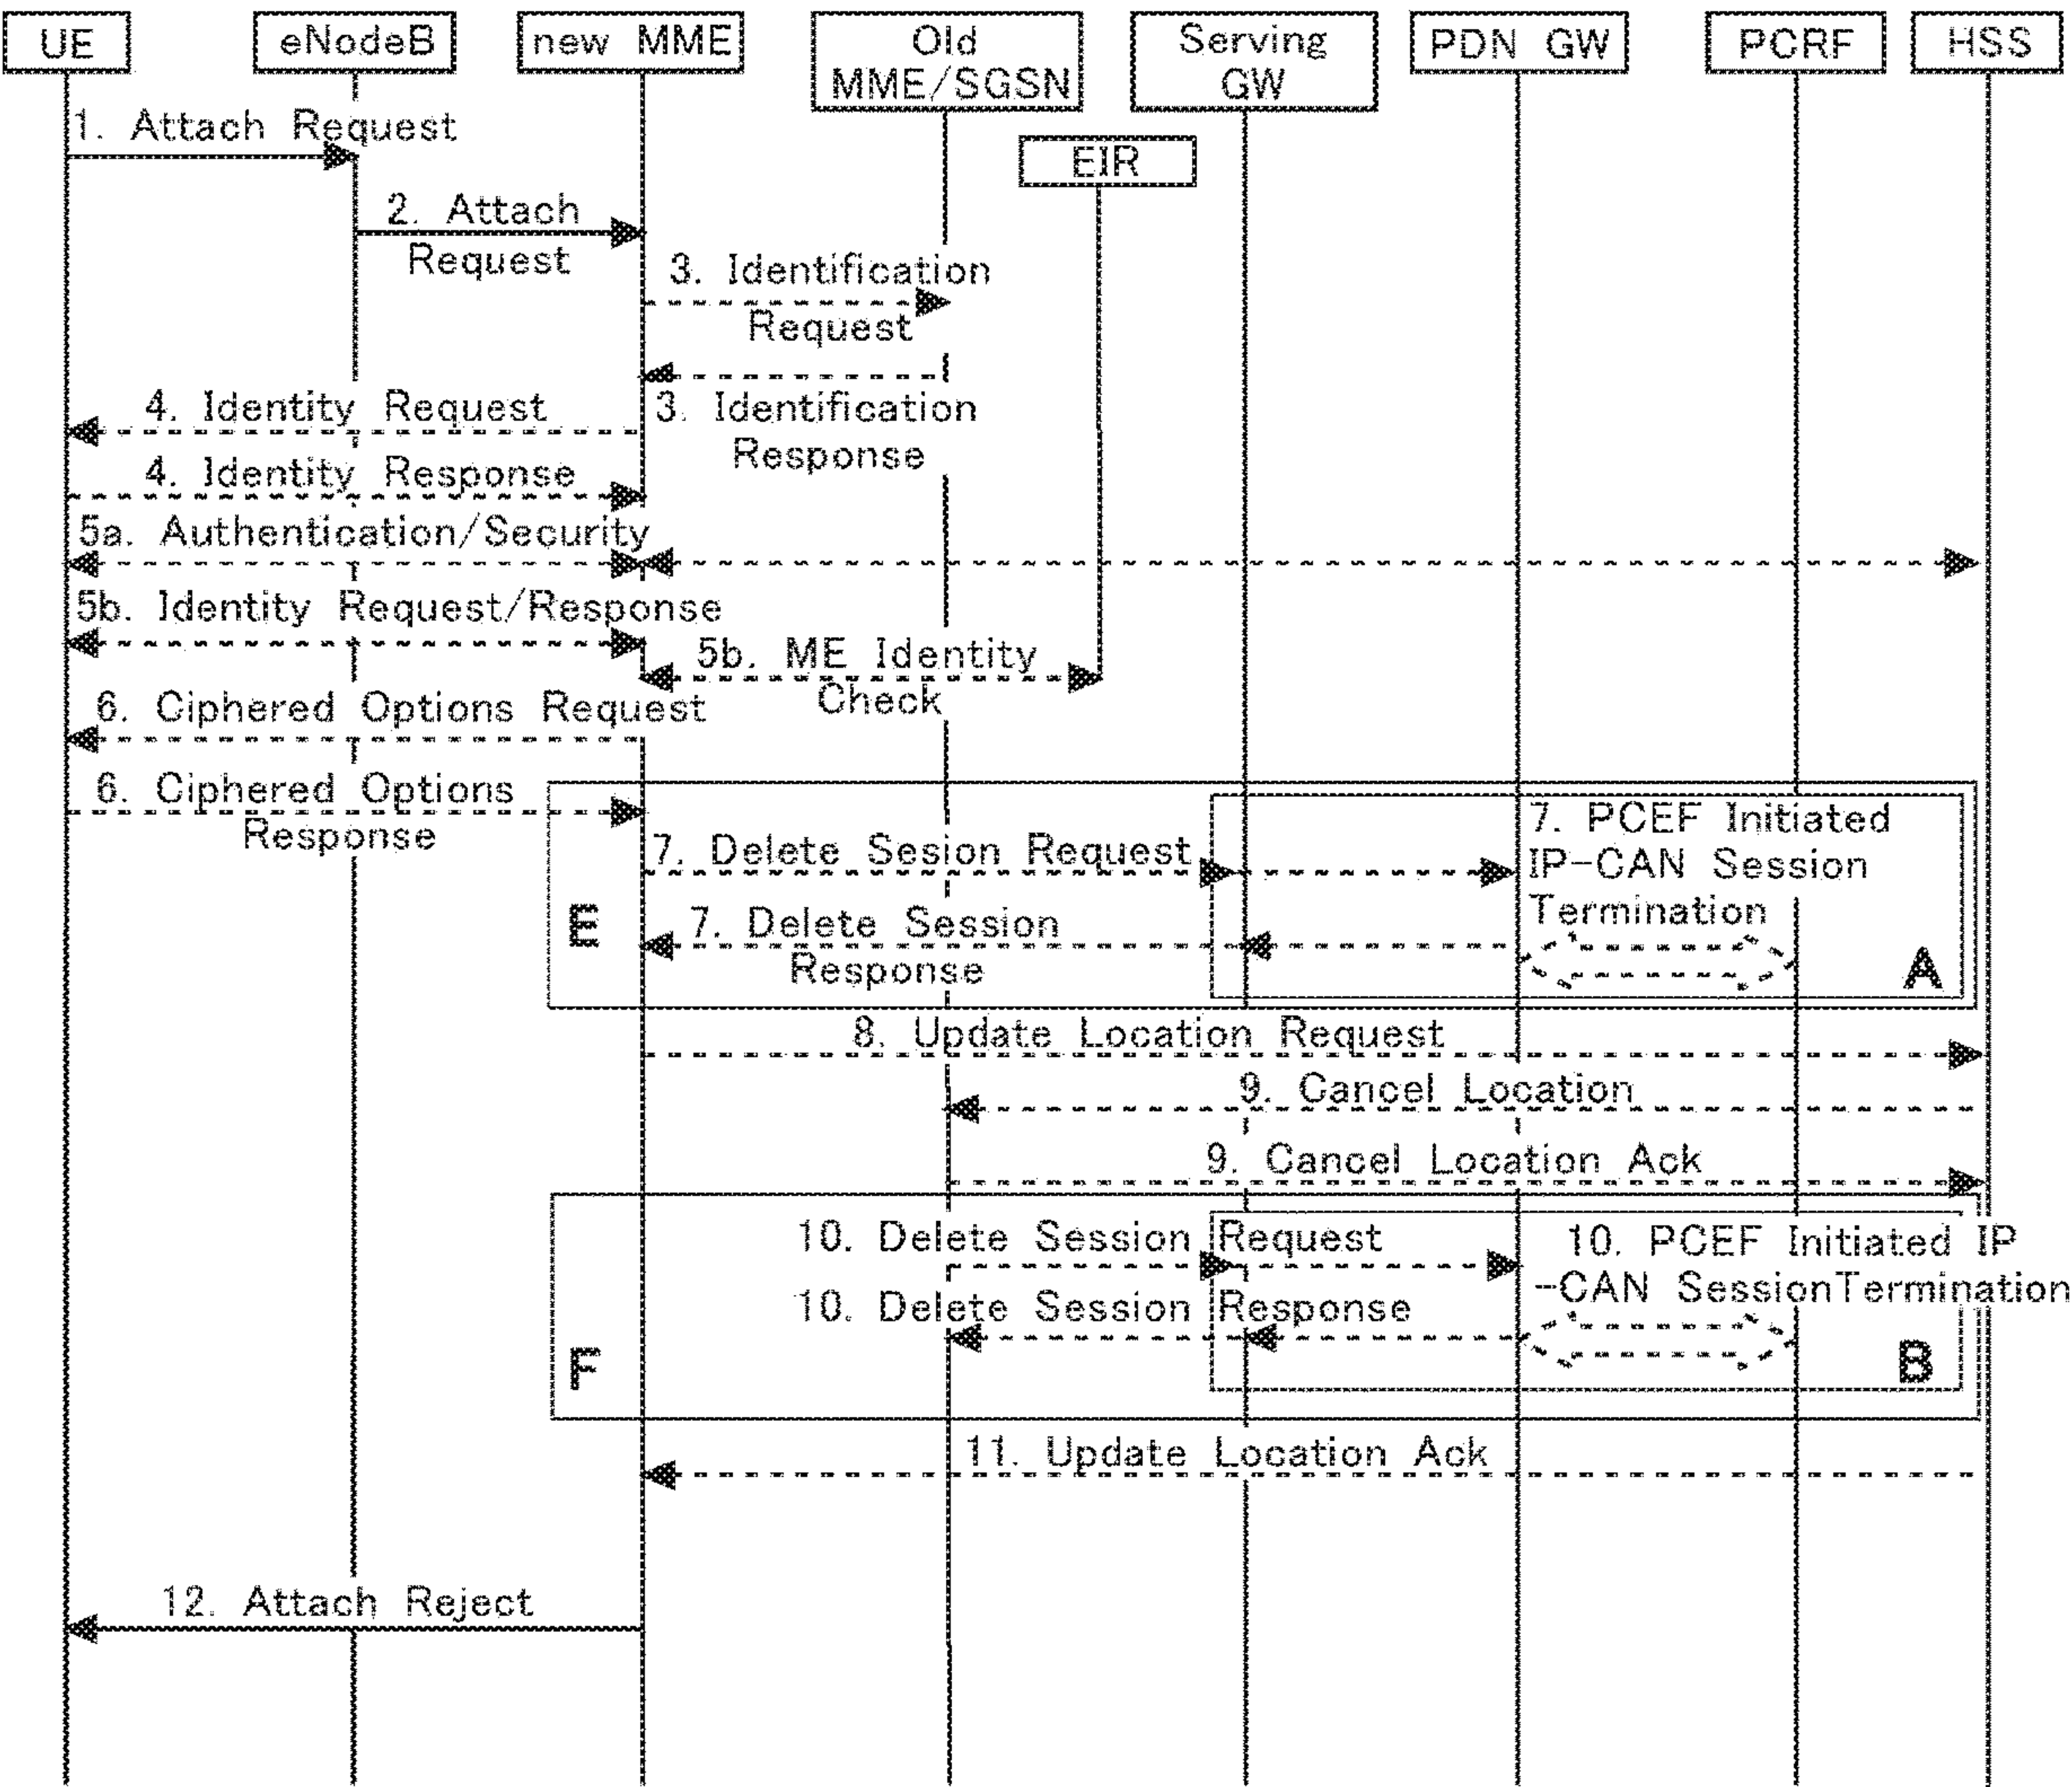 UE
eNodeB
new MME
Old
MME/SGSN
Serving
GW
PDN GW
PCRF
HSS
EIR
1. Attach Request
2. Attach
Request
3. Identification
Request
3. Identification
Response
4. Identity Request
4. Identity Response
5a. Authentication/Security
5b. Identity Request/Response
5b. ME Identity
Check
6. Ciphered Options Request
6. Ciphered Options
Response
7. Delete Sesion Request
7. PCEF Initiated
IP-CAN Session
Termination
7. Delete Session
Response
E
A
8. Update Location Request
9. Cancel Location
9. Cancel Location Ack
10. Delete Session Request
10. PCEF Initiated IP
-CAN SessionTermination
10. Delete Session Response
F
B
11. Update Location Ack
12. Attach Reject